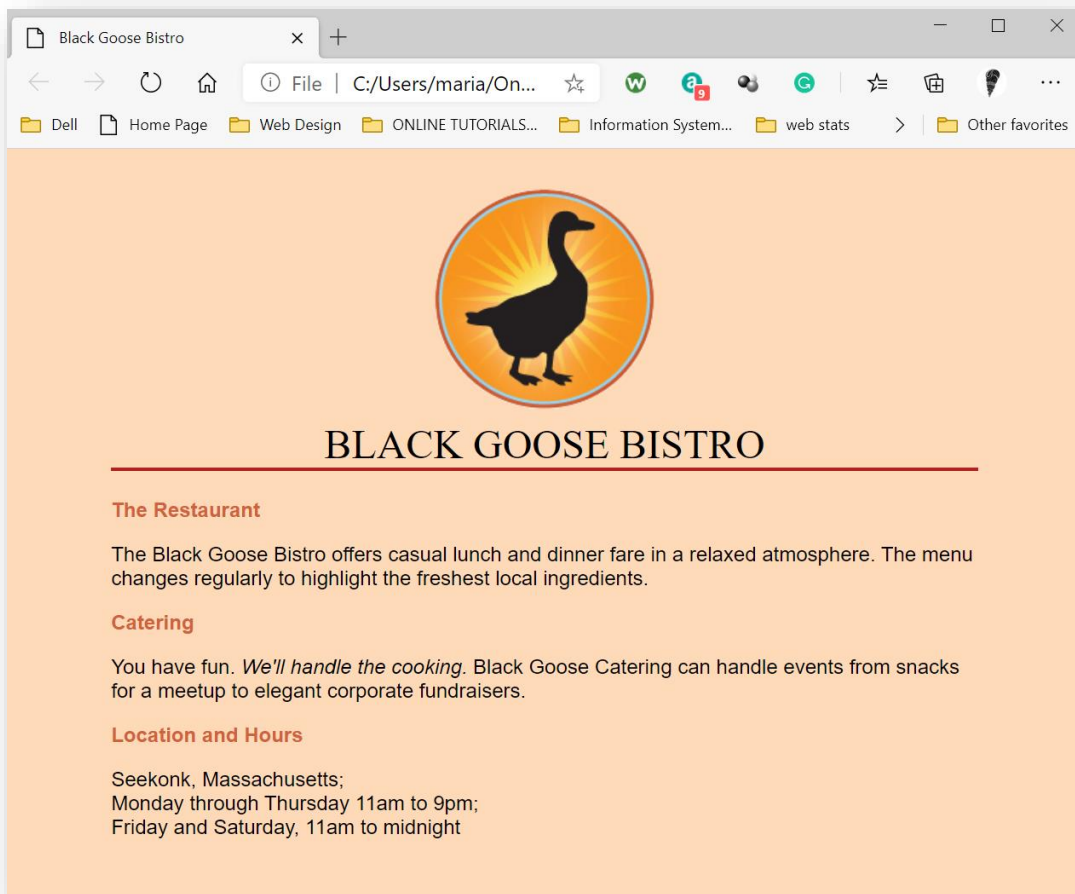 Black Goose Bistro
File | C:/Users/maria/On...
9
Dell Home Page Web Design ONLINE TUTORIALS... Information System... web stats Other favorites
BLACK GOOSE BISTRO
The Restaurant
The Black Goose Bistro offers casual lunch and dinner fare in a relaxed atmosphere. The menu
changes regularly to highlight the freshest local ingredients.
Catering
You have fun. We'll handle the cooking. Black Goose Catering can handle events from snacks
for a meetup to elegant corporate fundraisers.
Location and Hours
Seekonk, Massachusetts;
Monday through Thursday 11am to 9pm;
Friday and Saturday, 11am to midnight